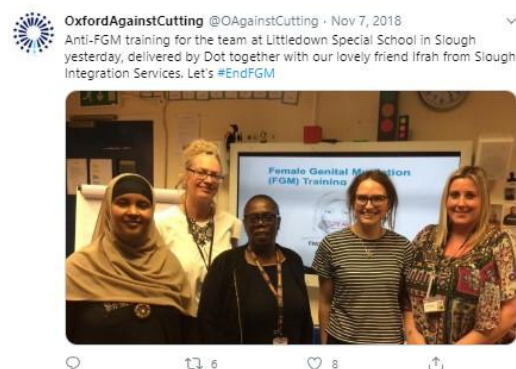 OxfordAgainstCutting @OAgainstCutting · Nov 7, 2018
Anti-FGM training for the team at Littledown Special School in Slough
yesterday, delivered by Dot together with our lovely friend Ifrah from Slough
Integration Services. Let's #EndFGM
Female Genital M
(FGM) Training
6
8